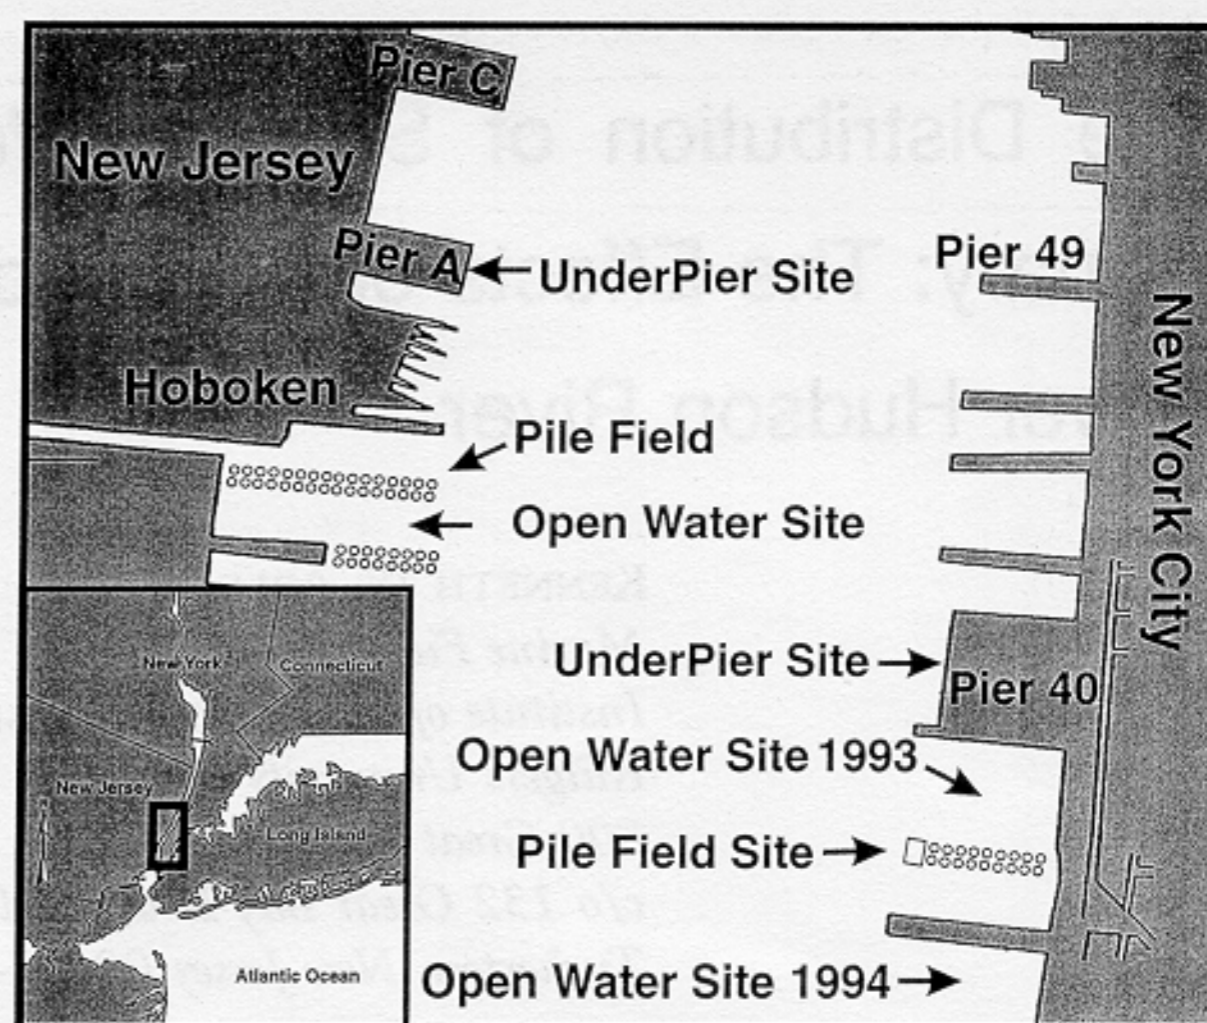 Pier C
New Jersey
Pier A
UnderPier Site
Pier 49
Hoboken
New York City
Pile Field
Open Water Site
UnderPier Site
Pier 40
Open Water Site 1993
Pile Field Site
Open Water Site 1994
New York
Connecticut
New Jersey
Long Island
Atlantic Ocean